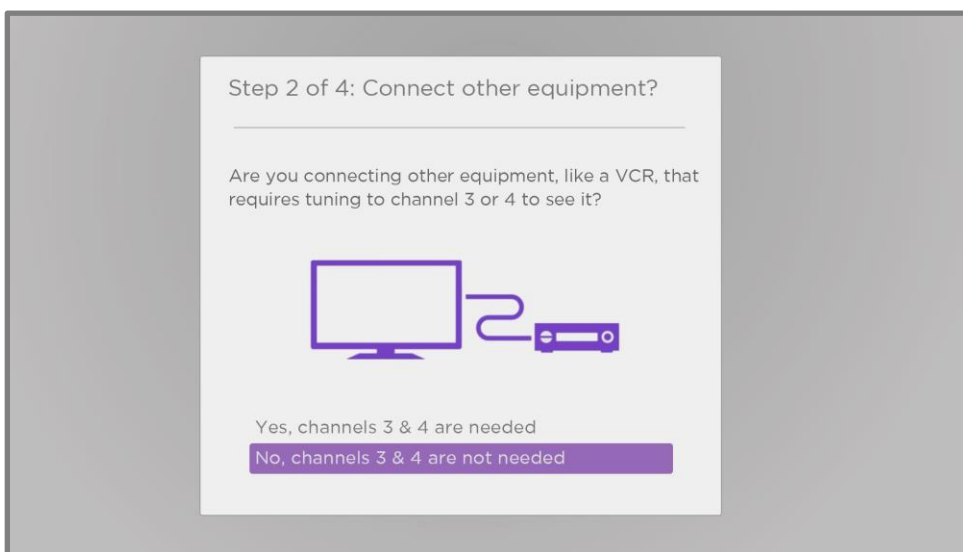 Step 2 of 4: Connect other equipment?
Are you connecting other equipment, like a VCR, that
requires tuning to channel 3 or 4 to see it?
Yes, channels 3 & 4 are needed
No, channels 3 & 4 are not needed